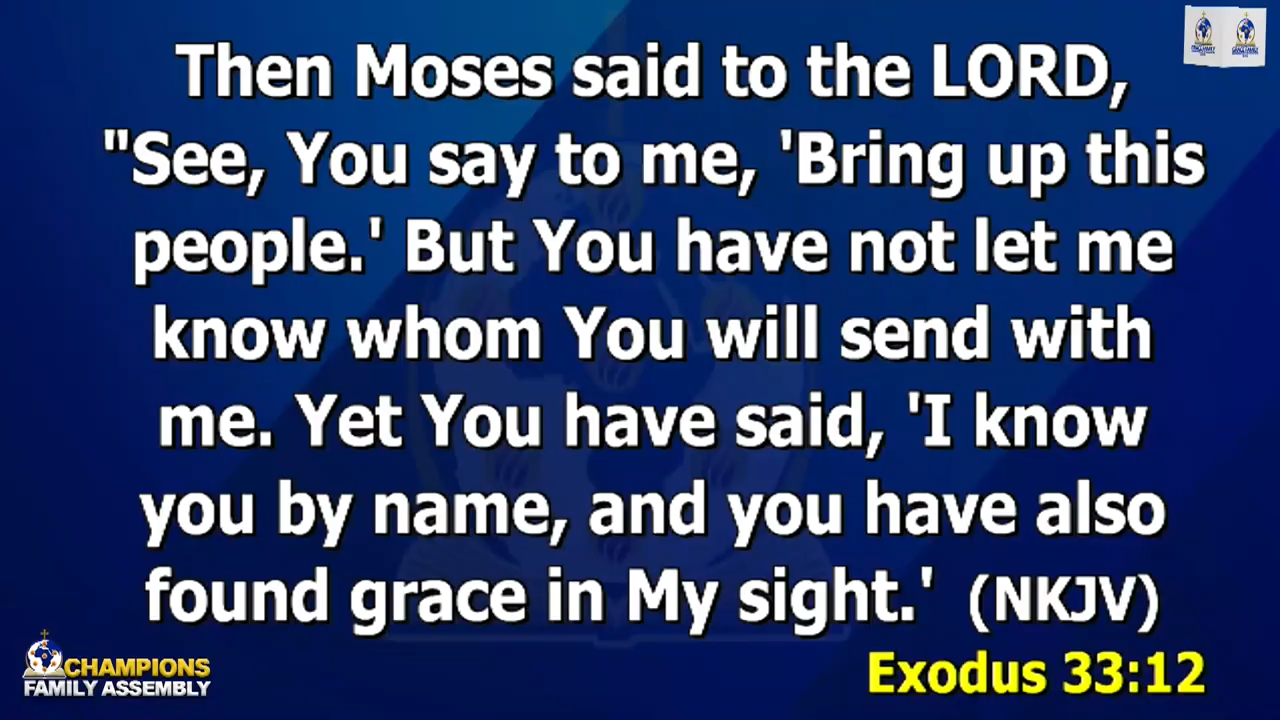 Then Moses said to the LORD,
"See, You say to me, 'Bring up this
people.' But You have not let me
know whom You will send with
me. Yet You have said, 'I know
you by name, and you have also
found grace in My sight.' (NKJV)
Exodus 33:12
CHAMPIONS
FAMILY ASSEMBLY